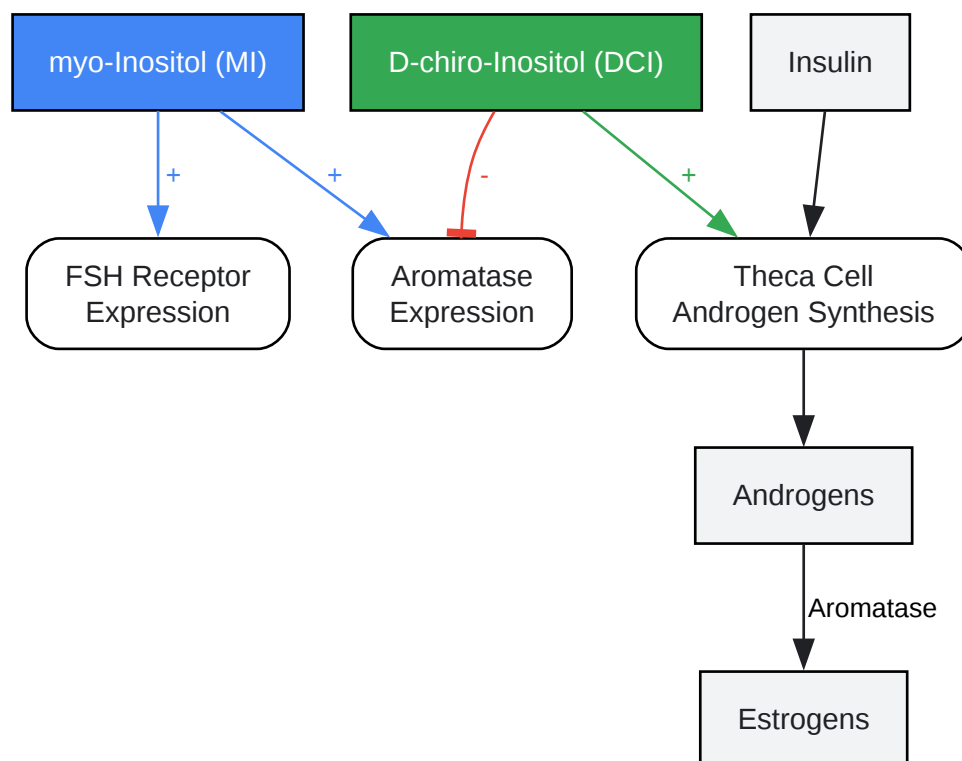 myo-Inositol (MI)
D-chiro-Inositol (DCI)
Insulin
+
+
-
+
FSH Receptor
Expression
Aromatase
Expression
Theca Cell
Androgen Synthesis
Androgens
Aromatase
Estrogens